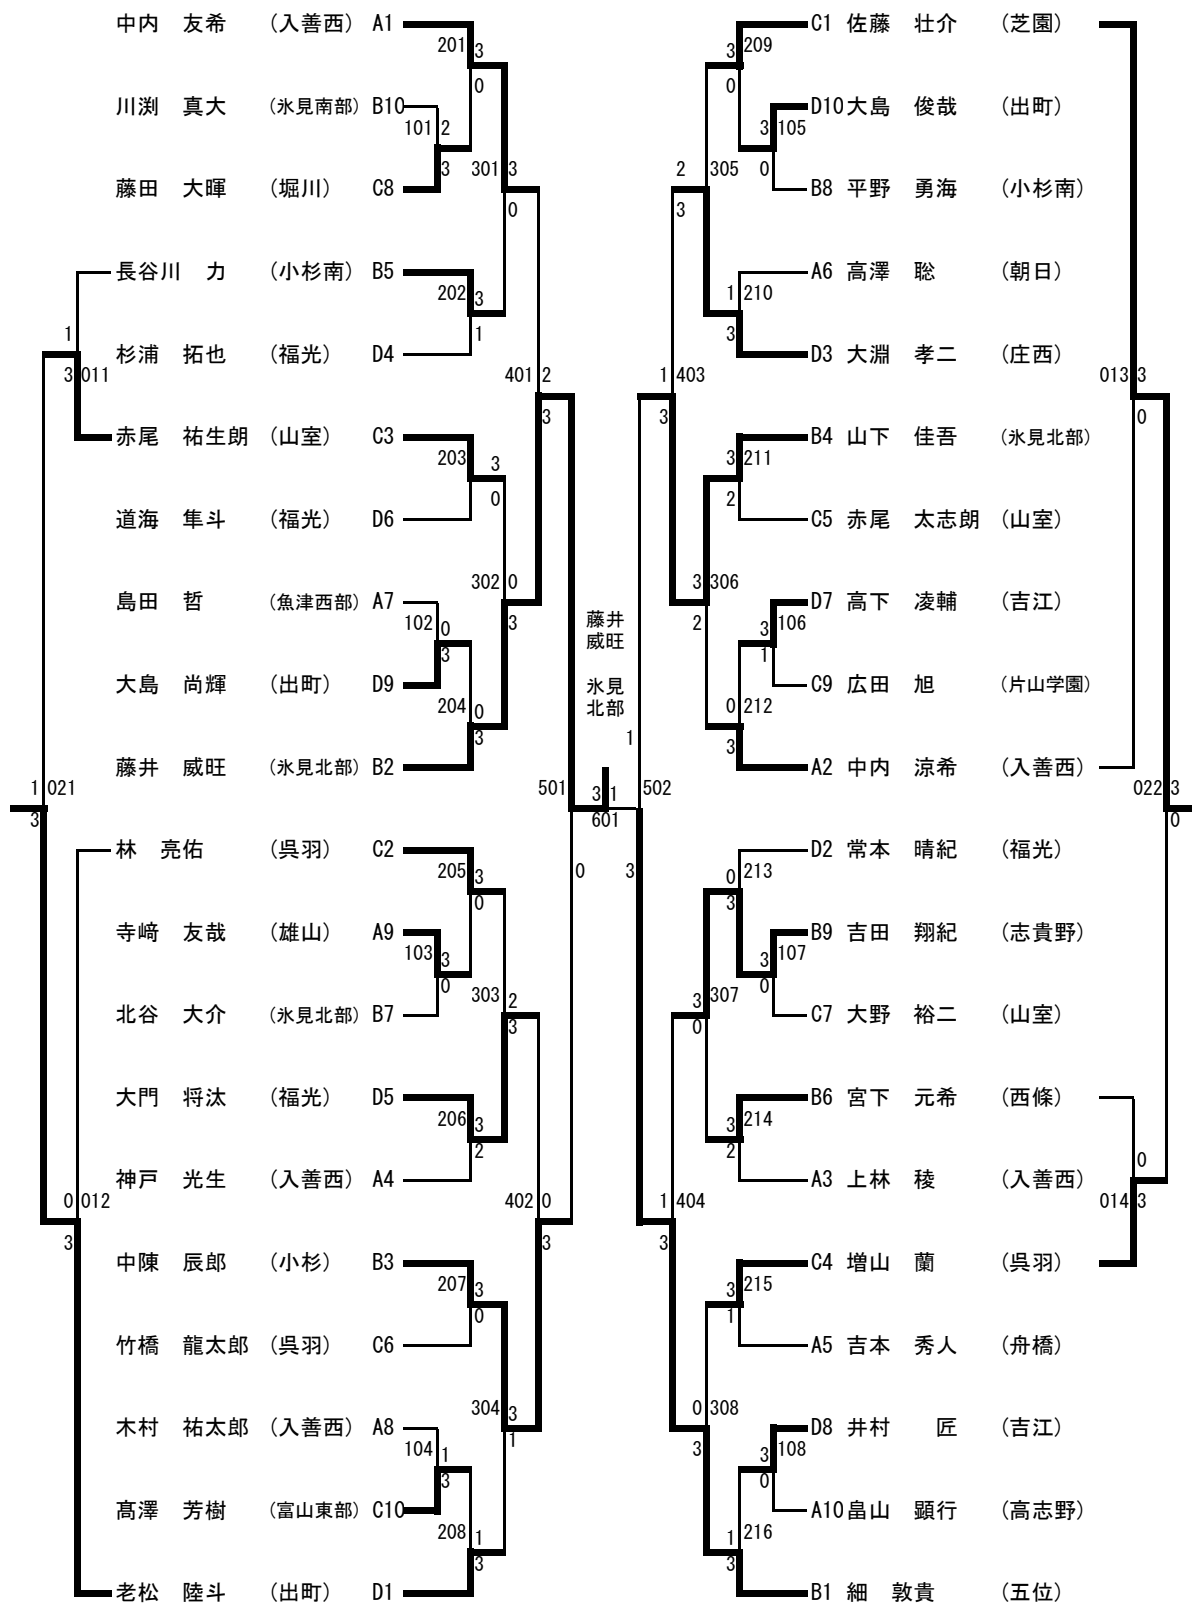 中内　友希　（入善西）　A1
201 3
0
川渕　真大　（氷見南部）　B10
101 2
3
藤田　大暉　（堀川）　C8
301 3
0
長谷川　力　（小杉南）　B5
202 3
1
杉浦　拓也　（福光）　D4
1
3 011
401 2
3
赤尾　祐生朗　（山室）　C3
203 3
0
道海　隼斗　（福光）　D6
302 0
3
島田　哲　（魚津西部）　A7
102 0
3
大島　尚輝　（出町）　D9
204 0
3
藤井　威旺　（氷見北部）　B2
1 021
3
501
0
林　亮佑　（呉羽）　C2
205 3
0
寺﨑　友哉　（雄山）　A9
103 3
0
北谷　大介　（氷見北部）　B7
303 2
3
大門　将汰　（福光）　D5
206 3
2
神戸　光生　（入善西）　A4
0 012
3
402 0
3
中陳　辰郎　（小杉）　B3
207 3
0
竹橋　龍太郎　（呉羽）　C6
304 3
1
木村　祐太郎　（入善西）　A8
104 1
3
髙澤　芳樹　（富山東部）　C10
208 1
3
老松　陸斗　（出町）　D1
藤井
威旺
氷見
北部
3 1
601
C1　佐藤　壮介　（芝園）
3 209
0
D10　大島　俊哉　（出町）
3 105
0
B8　平野　勇海　（小杉南）
2 305
3
A6　高澤　聡　（朝日）
1 210
3
D3　大淵　孝二　（庄西）
1 403
3
013 3
0
B4　山下　佳吾　（氷見北部）
3 211
2
C5　赤尾　太志朗　（山室）
3 306
2
D7　高下　凌輔　（吉江）
3 106
1
C9　広田　旭　（片山学園）
0 212
3
A2　中内　涼希　（入善西）
1 502
3
022 3
0
D2　常本　晴紀　（福光）
0 213
3
B9　吉田　翔紀　（志貴野）
3 107
0
C7　大野　裕二　（山室）
3 307
0
B6　宮下　元希　（西條）
3 214
2
A3　上林　稜　（入善西）
1 404
3
0
014 3
C4　増山　蘭　（呉羽）
3 215
1
A5　吉本　秀人　（舟橋）
0 308
3
D8　井村　匠　（吉江）
3 108
0
A10　畠山　顕行　（高志野）
1 216
3
B1　細　敦貴　（五位）